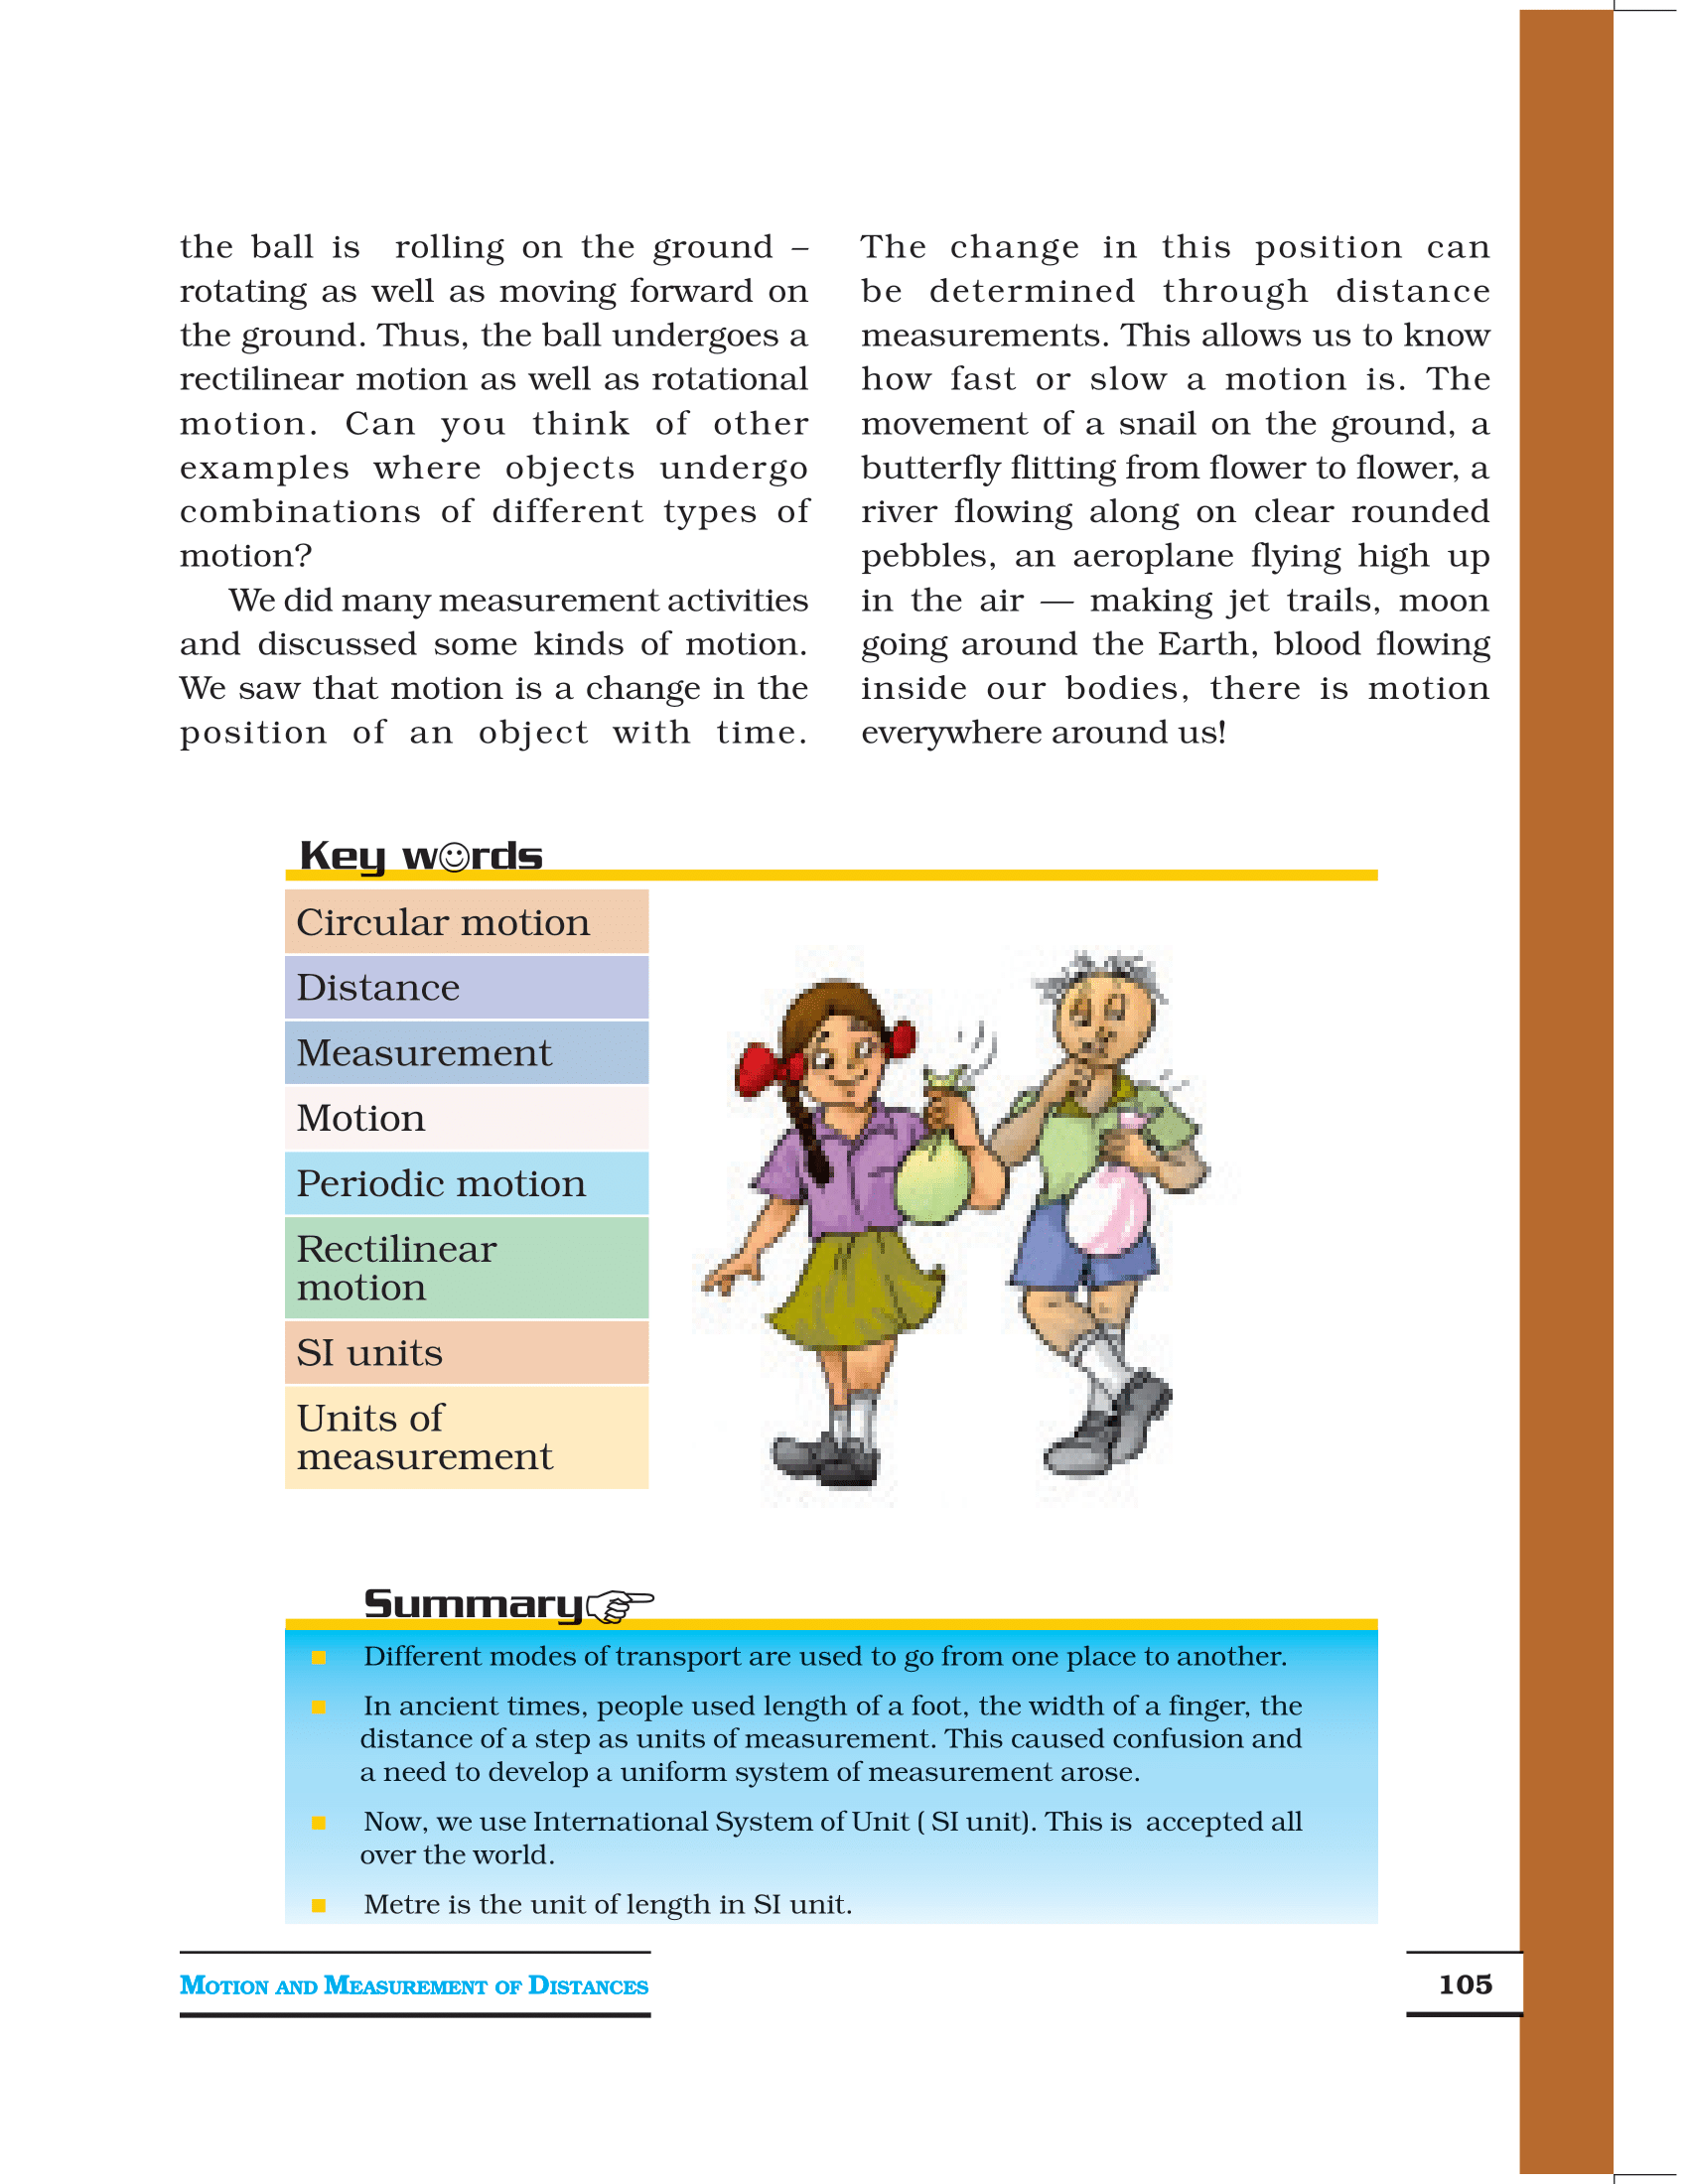 the ball is rolling on the ground –
rotating as well as moving forward on
the ground. Thus, the ball undergoes a
rectilinear motion as well as rotational
motion. Can you think of other
examples where objects undergo
combinations of different types of
motion?
We did many measurement activities
and discussed some kinds of motion.
We saw that motion is a change in the
position of an object with time.
The change in this position can
be determined through distance
measurements. This allows us to know
how fast or slow a motion is. The
movement of a snail on the ground, a
butterfly flitting from flower to flower, a
river flowing along on clear rounded
pebbles, an aeroplane flying high up
in the air — making jet trails, moon
going around the Earth, blood flowing
inside our bodies, there is motion
everywhere around us!
Key words
Circular motion
Distance
Measurement
Motion
Periodic motion
Rectilinear
motion
SI units
Units of
measurement
Summary
Different modes of transport are used to go from one place to another.
In ancient times, people used length of a foot, the width of a finger, the
distance of a step as units of measurement. This caused confusion and
a need to develop a uniform system of measurement arose.
Now, we use International System of Unit ( SI unit). This is accepted all
over the world.
Metre is the unit of length in SI unit.
MOTION AND MEASUREMENT OF DISTANCES
105